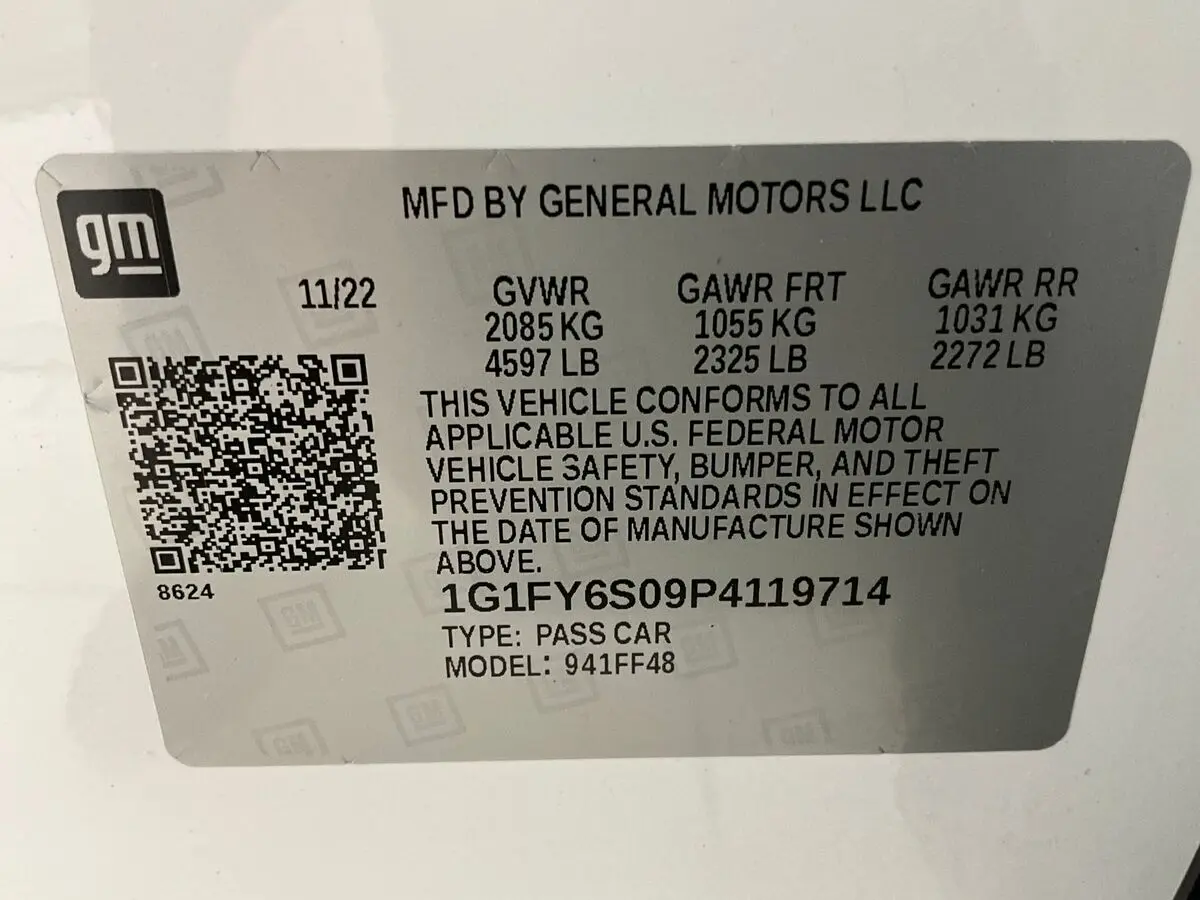 gm
MFD BY GENERAL MOTORS LLC
11/22 GVWR GAWR FRT GAWR RR
2085 KG 1055 KG 1031 KG
4597 LB 2325 LB 2272 LB
THIS VEHICLE CONFORMS TO ALL
APPLICABLE U.S. FEDERAL MOTOR
VEHICLE SAFETY, BUMPER, AND THEFT
PREVENTION STANDARDS IN EFFECT ON
THE DATE OF MANUFACTURE SHOWN
ABOVE.
8624
1G1FY6S09P4119714
TYPE: PASS CAR
MODEL: 941FF48